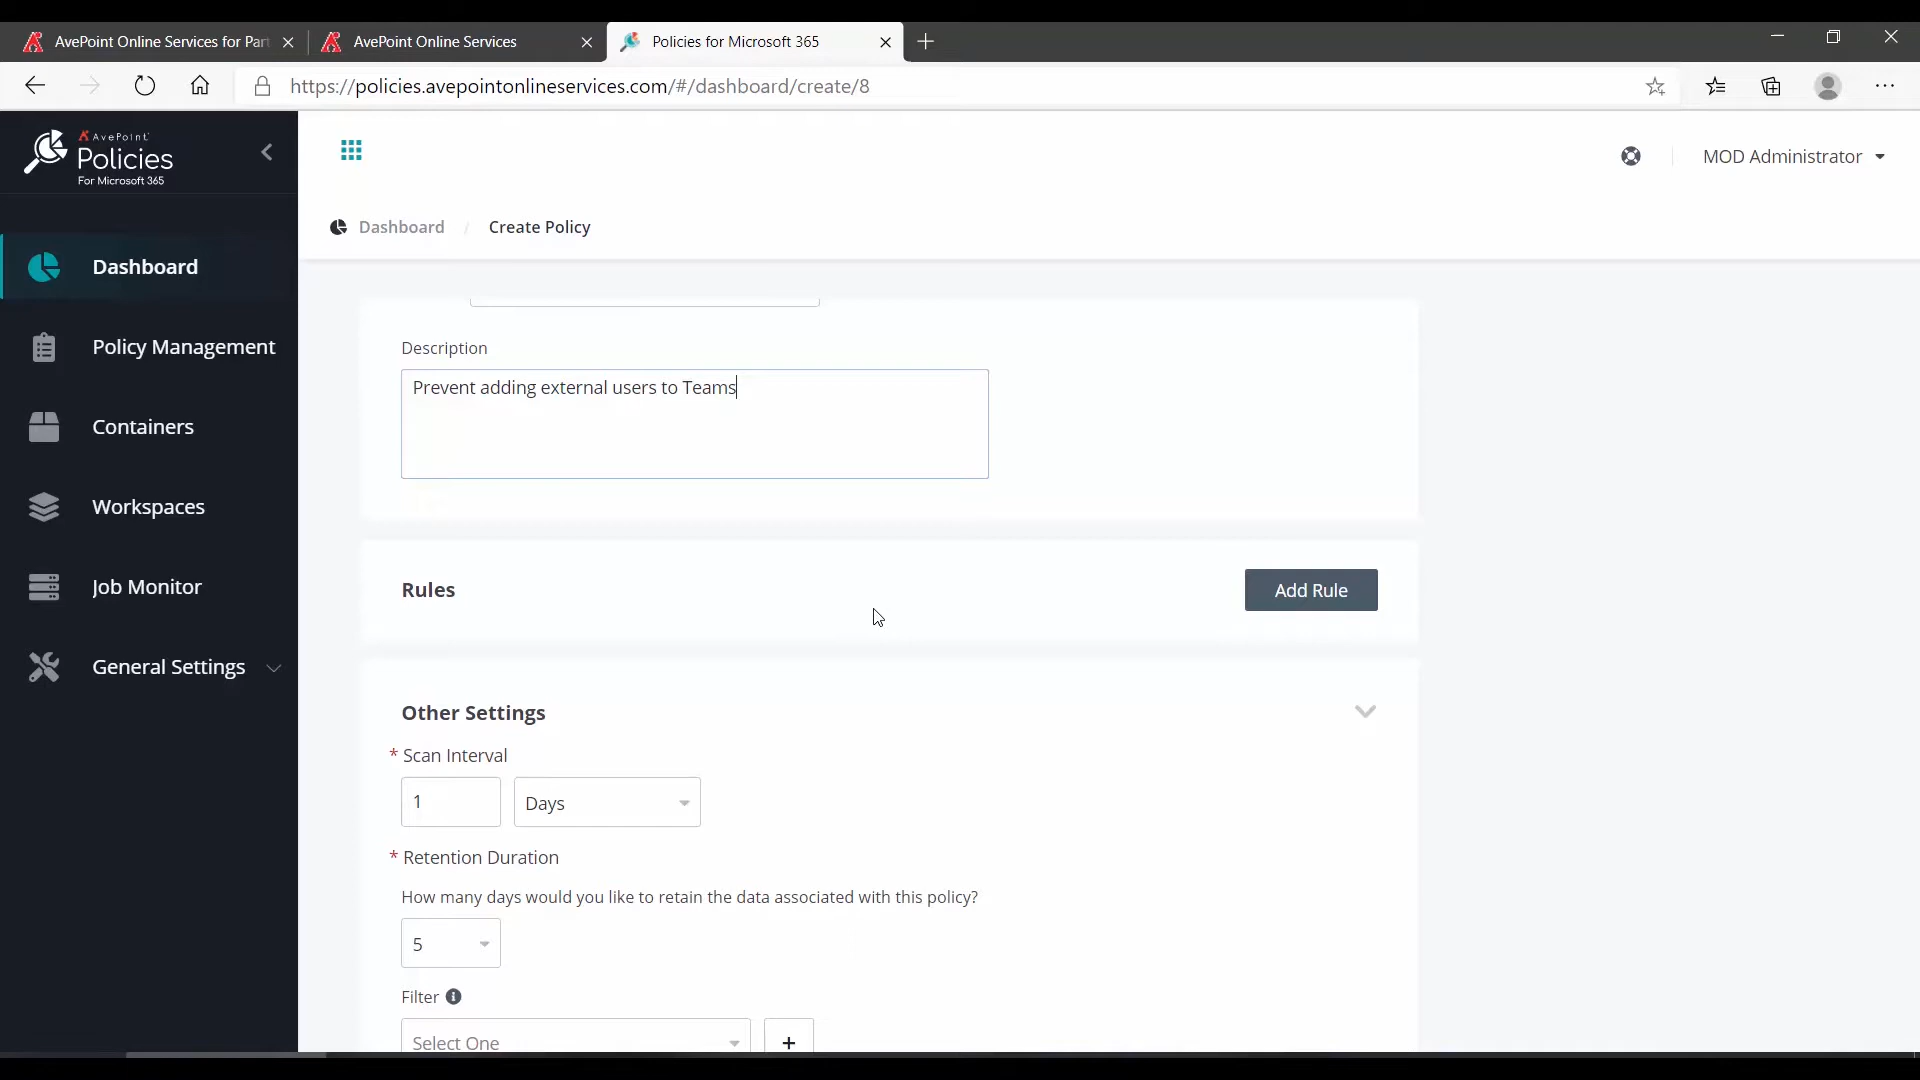 AvePoint Online Services for Part
AvePoint Online Services
Policies for Microsoft 365
https://policies.avepointonlineservices.com/#/dashboard/create/8
AvePoint
Policies
For Microsoft 365
MOD Administrator
Dashboard / Create Policy
Dashboard
Policy Management
Containers
Workspaces
Job Monitor
General Settings
Description
Prevent adding external users to Teams
Rules
Add Rule
Other Settings
* Scan Interval
1 Days
* Retention Duration
How many days would you like to retain the data associated with this policy?
5
Filter
Select One +